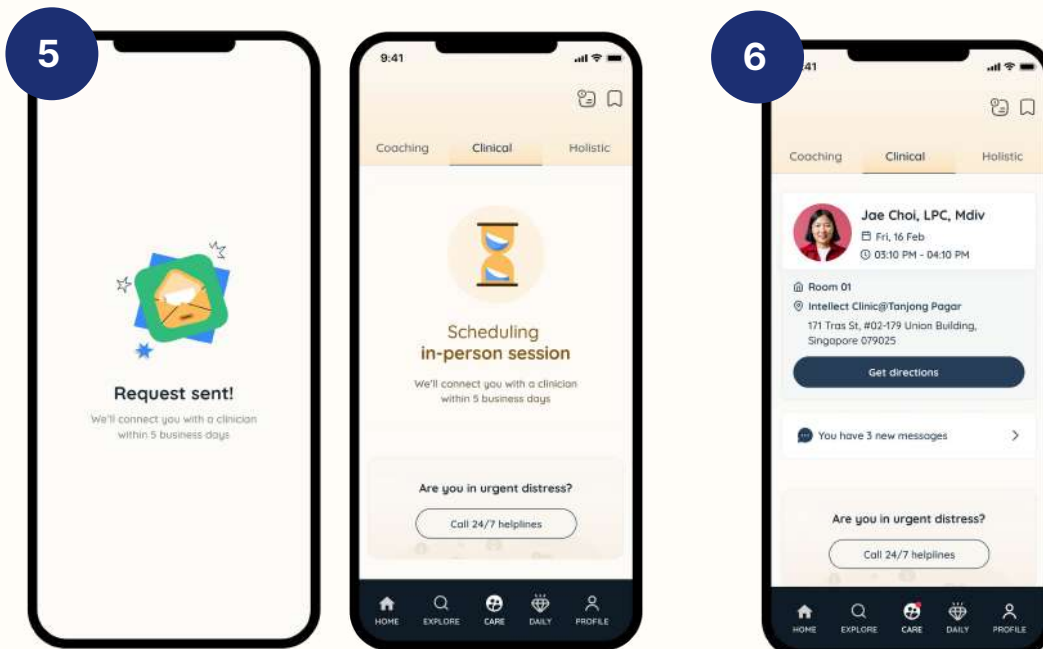 5
Request sent!
We'll connect you with a clinician
within 5 business days
9:41
Coaching Clinical Holistic
Scheduling
in-person session
We'll connect you with a clinician
within 5 business days
Are you in urgent distress?
Call 24/7 helplines
HOME EXPLORE CARE DAILY PROFILE
6
:41
Coaching Clinical Holistic
Jae Choi, LPC, Mdiv
Fri, 16 Feb
03:10 PM - 04:10 PM
Room 01
Intellect Clinic@Tanjong Pagar
171 Tras St, #02-179 Union Building,
Singapore 079025
Get directions
You have 3 new messages
Are you in urgent distress?
Call 24/7 helplines
HOME EXPLORE CARE DAILY PROFILE